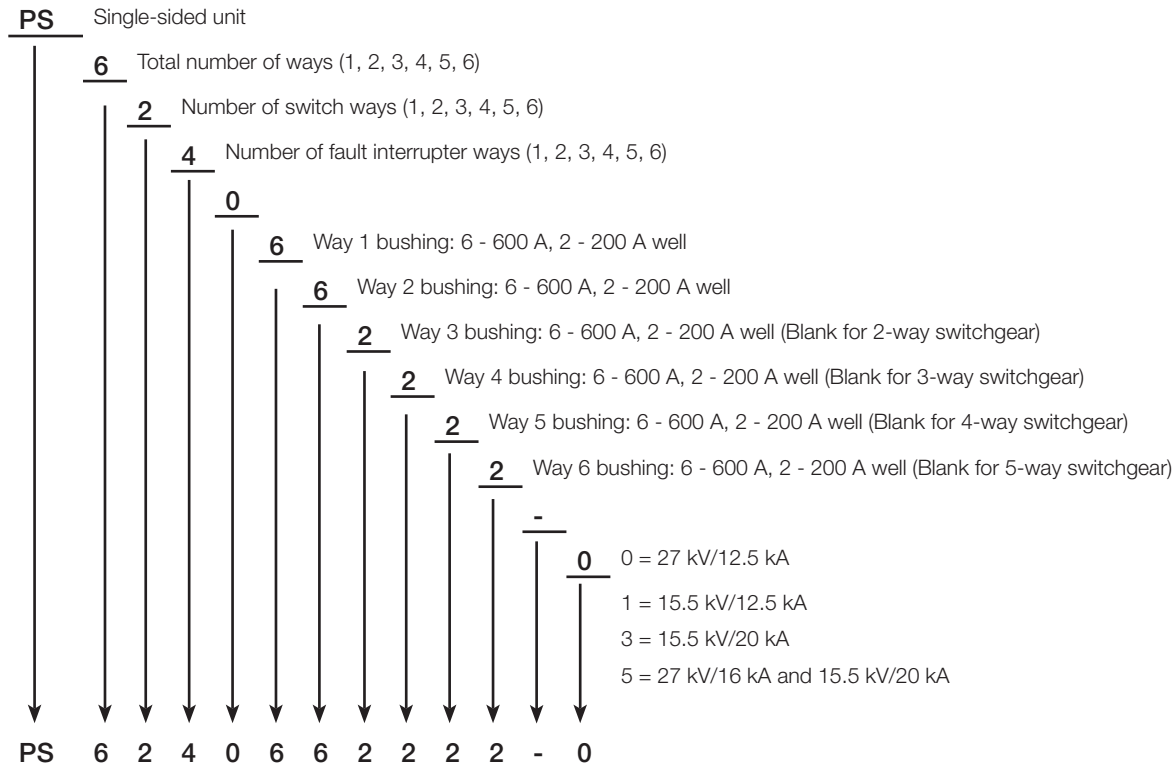 PS Single-sided unit
6 Total number of ways (1, 2, 3, 4, 5, 6)
2 Number of switch ways (1, 2, 3, 4, 5, 6)
4 Number of fault interrupter ways (1, 2, 3, 4, 5, 6)
0
6 Way 1 bushing: 6 - 600 A, 2 - 200 A well
6 Way 2 bushing: 6 - 600 A, 2 - 200 A well
2 Way 3 bushing: 6 - 600 A, 2 - 200 A well (Blank for 2-way switchgear)
2 Way 4 bushing: 6 - 600 A, 2 - 200 A well (Blank for 3-way switchgear)
2 Way 5 bushing: 6 - 600 A, 2 - 200 A well (Blank for 4-way switchgear)
2 Way 6 bushing: 6 - 600 A, 2 - 200 A well (Blank for 5-way switchgear)
-
0 0 = 27 kV/12.5 kA
1 = 15.5 kV/12.5 kA
3 = 15.5 kV/20 kA
5 = 27 kV/16 kA and 15.5 kV/20 kA
PS 6 2 4 0 6 6 2 2 2 2 - 0